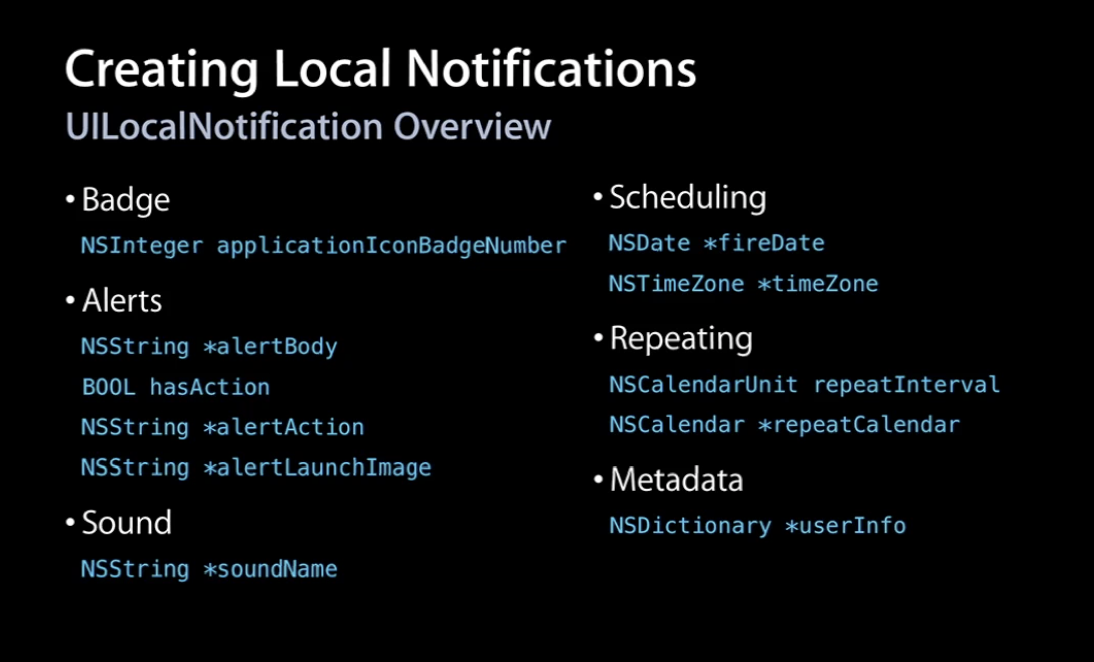 Creating Local Notifications
UILocalNotification Overview
• Badge
NSInteger applicationIconBadgeNumber
• Alerts
NSString *alertBody
BOOL hasAction
NSString *alertAction
NSString *alertLaunchImage
• Sound
NSString *soundName
• Scheduling
NSDate *fireDate
NSTimeZone *timeZone
• Repeating
NSCalendarUnit repeatInterval
NSCalendar *repeatCalendar
• Metadata
NSDictionary *userInfo